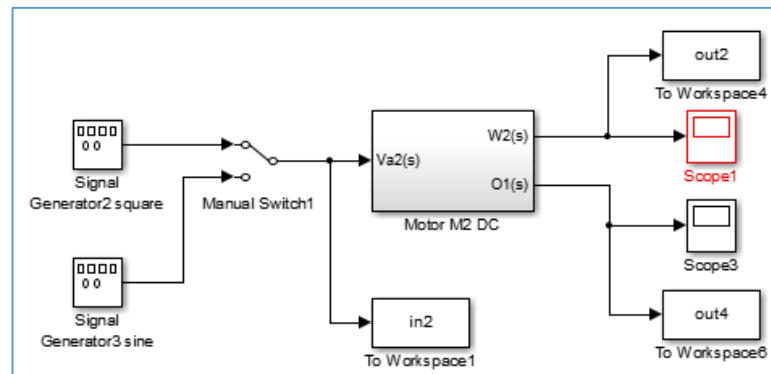 out2
To Workspace4
Signal
Generator2 square
Manual Switch1
Va2(s)
W2(s)
O1(s)
Motor M2 DC
Scope1
Scope3
Signal
Generator3 sine
in2
To Workspace1
out4
To Workspace6